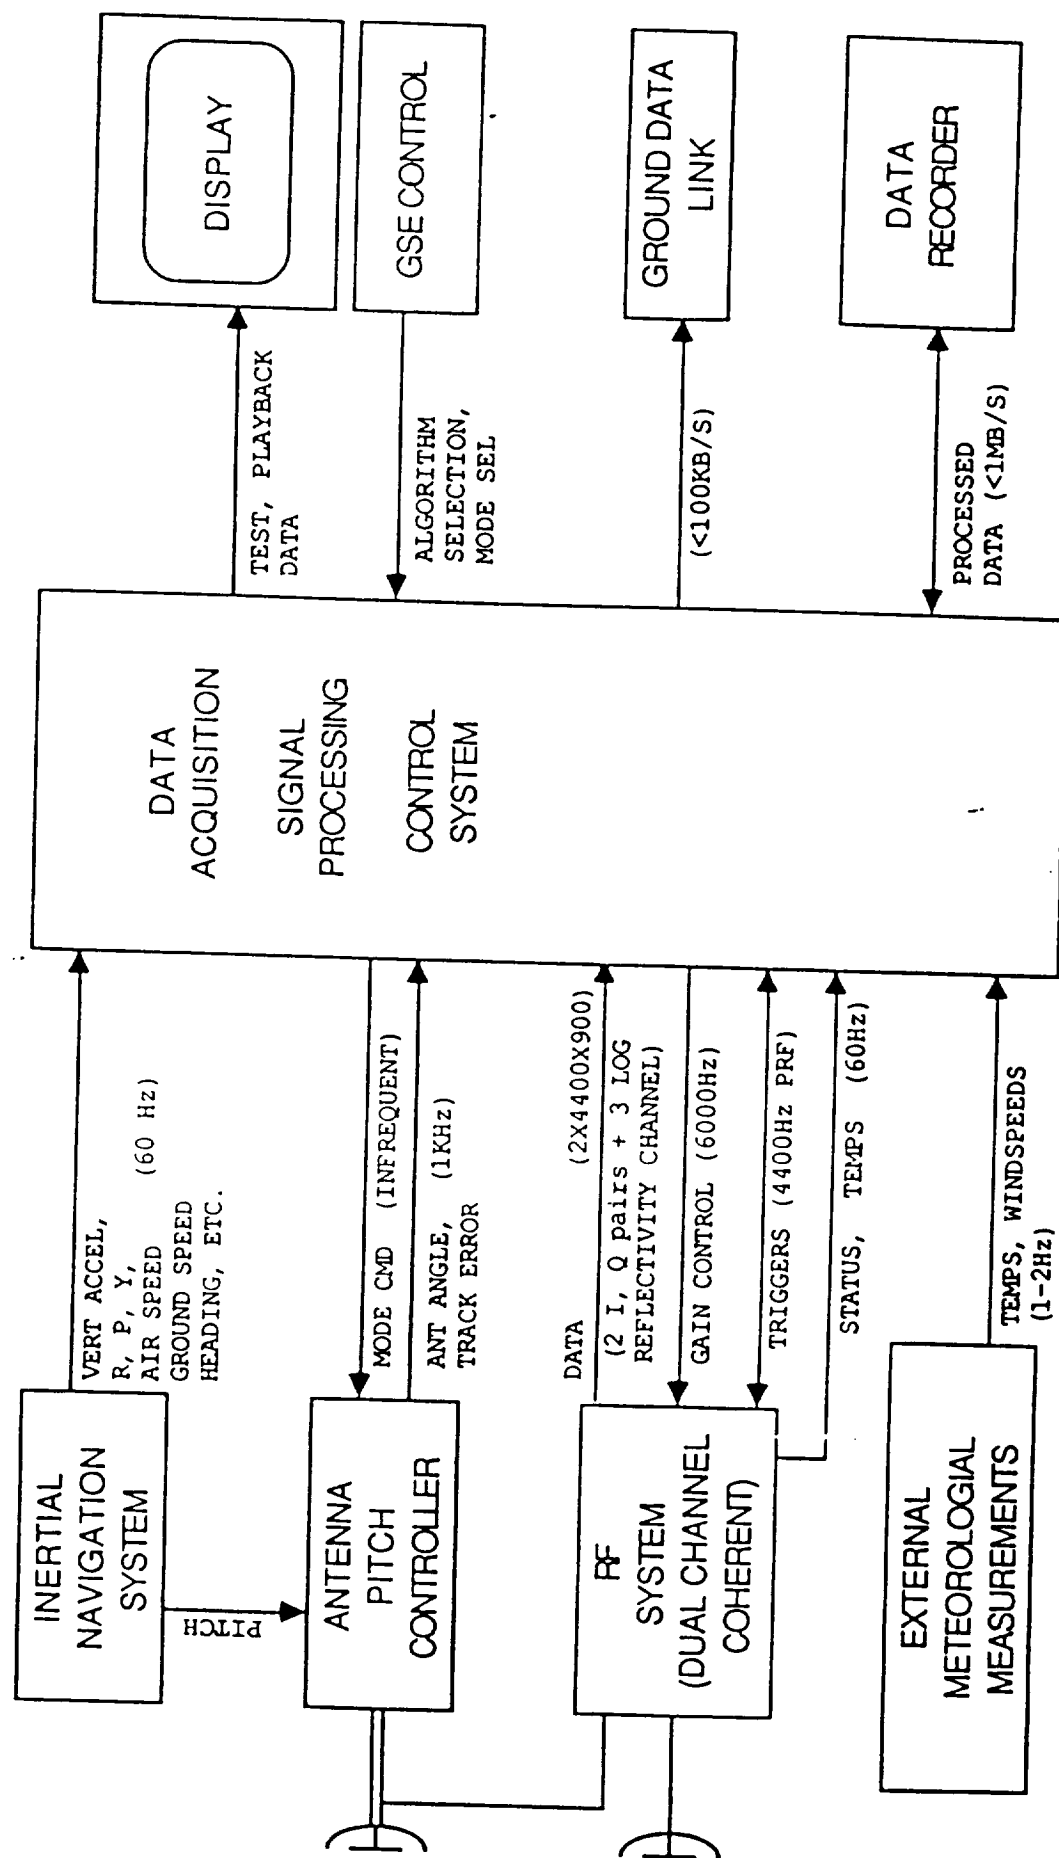 INERTIAL
NAVIGATION
SYSTEM
PITCH
ANTENNA
PITCH
CONTROLLER
RF
SYSTEM
(DUAL CHANNEL
COHERENT)
EXTERNAL
METEOROLOGIAL
MEASUREMENTS
VERT ACCEL,
R, P, Y,
AIR SPEED (60 Hz)
GROUND SPEED
HEADING, ETC.
MODE CMD (INFREQUENT)
ANT ANGLE, (1KHz)
TRACK ERROR
DATA (2X4400X900)
(2 I, Q pairs + 3 LOG
REFLECTIVITY CHANNEL)
GAIN CONTROL (6000Hz)
TRIGGERS (4400Hz PRF)
STATUS, TEMPS (60Hz)
TEMPS, WINDSPEEDS
(1-2Hz)
DATA
ACQUISITION
SIGNAL
PROCESSING
CONTROL
SYSTEM
TEST, PLAYBACK
DATA
ALGORITHM
SELECTION,
MODE SEL
(<100KB/S)
PROCESSED
DATA (<1MB/S)
DISPLAY
GSE CONTROL
GROUND DATA
LINK
DATA
RECORDER